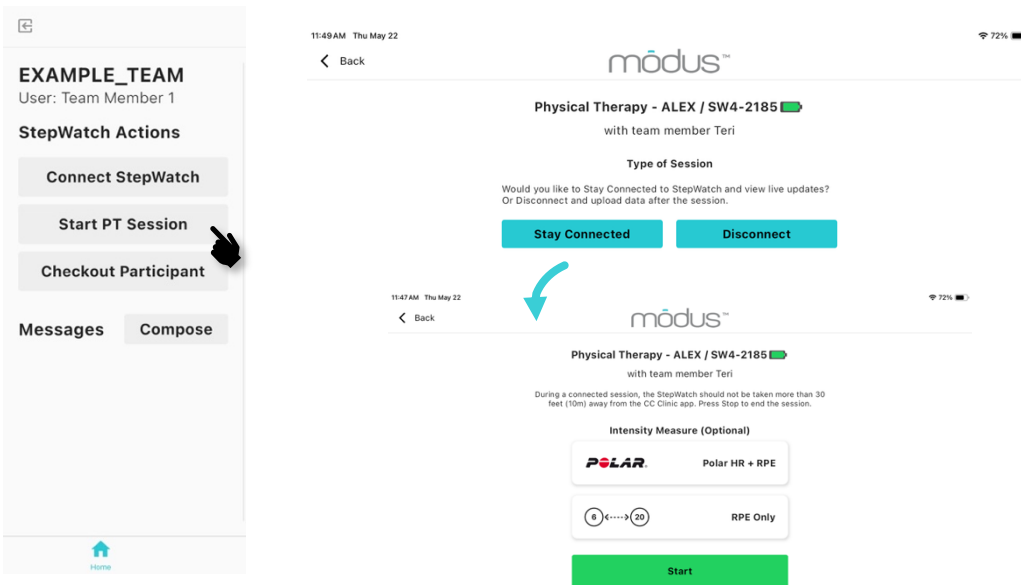 EXAMPLE_TEAM
User: Team Member 1
StepWatch Actions
Connect StepWatch
Start PT Session
Checkout Participant
Messages
Compose
Home
11:49 AM Thu May 22
72%
Back
mōdus™
Physical Therapy - ALEX / SW4-2185
with team member Teri
Type of Session
Would you like to Stay Connected to StepWatch and view live updates?
Or Disconnect and upload data after the session.
Stay Connected
Disconnect
11:47 AM Thu May 22
72%
Back
mōdus™
Physical Therapy - ALEX / SW4-2185
with team member Teri
During a connected session, the StepWatch should not be taken more than 30
feet (10m) away from the CC Clinic app. Press Stop to end the session.
Intensity Measure (Optional)
POLAR.
Polar HR + RPE
6
20
RPE Only
Start